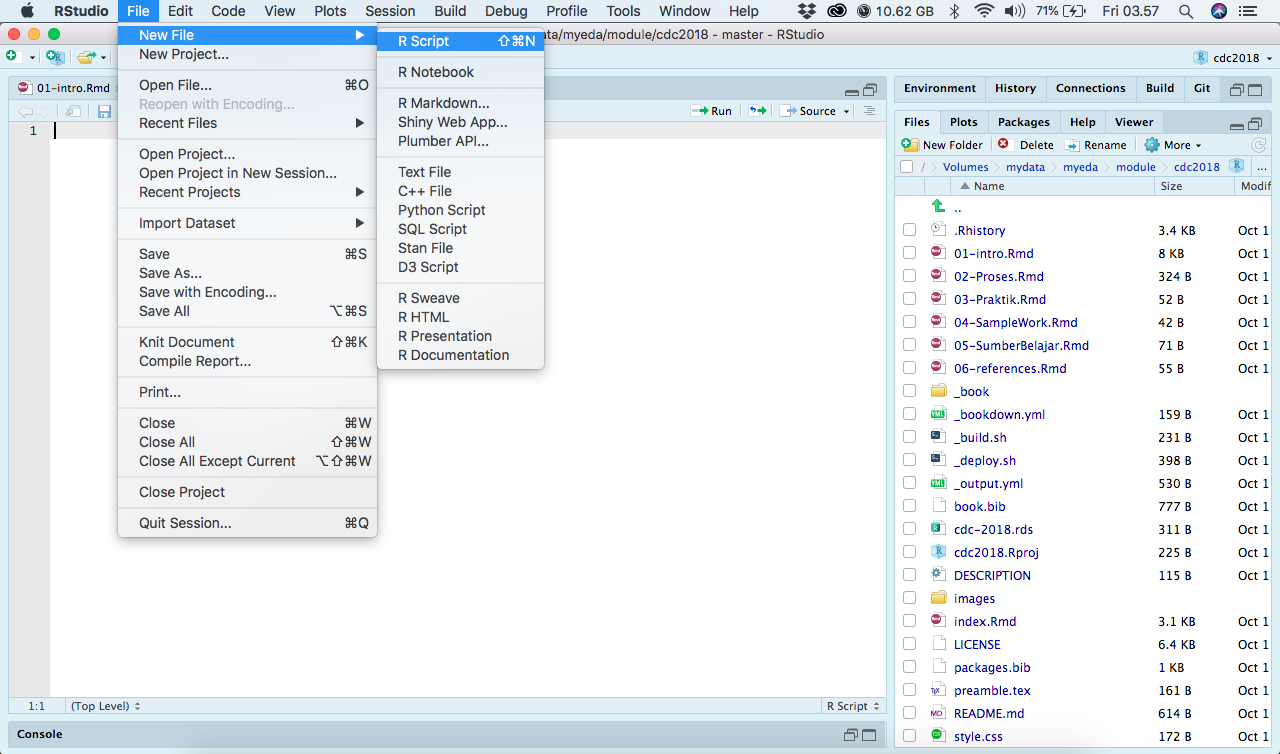 RStudio File Edit Code View Plots Session Build Debug Profile Tools Window Help 10.62 GB 71% Fri 03.57
ata/myeda/module/cdc2018 - master - RStudio
cdc2018
01-intro.Rmd
Run Source
1
New File
New Project...
Open File... ⌘O
Reopen with Encoding...
Recent Files
Open Project...
Open Project in New Session...
Recent Projects
Import Dataset
Save ⌘S
Save As...
Save with Encoding...
Save All ⌥⌘S
Knit Document ⇧⌘K
Compile Report...
Print...
Close ⌘W
Close All ⇧⌘W
Close All Except Current ⌥⇧⌘W
Close Project
Quit Session... ⌘Q
R Script ⇧⌘N
R Notebook
R Markdown...
Shiny Web App...
Plumber API...
Text File
C++ File
Python Script
SQL Script
Stan File
D3 Script
R Sweave
R HTML
R Presentation
R Documentation
1:1 (Top Level) R Script
Console
Environment History Connections Build Git
Files Plots Packages Help Viewer
New Folder Delete Rename More
/ Volumes mydata myeda module cdc2018 ...
Name Size Modif
..
.Rhistory 3.4 KB Oct 1
01-intro.Rmd 8 KB Oct 1
02-Proses.Rmd 324 B Oct 1
03-Praktik.Rmd 52 B Oct 1
04-SampleWork.Rmd 42 B Oct 1
05-SumberBelajar.Rmd 71 B Oct 1
06-references.Rmd 55 B Oct 1
_book
_bookdown.yml 159 B Oct 1
_build.sh 231 B Oct 1
_deploy.sh 398 B Oct 1
_output.yml 530 B Oct 1
book.bib 777 B Oct 1
cdc-2018.rds 311 B Oct 1
cdc2018.Rproj 225 B Oct 1
DESCRIPTION 115 B Oct 1
images
index.Rmd 3.1 KB Oct 1
LICENSE 6.4 KB Oct 1
packages.bib 1 KB Oct 1
preamble.tex 161 B Oct 1
README.md 614 B Oct 1
style.css 172 B Oct 1